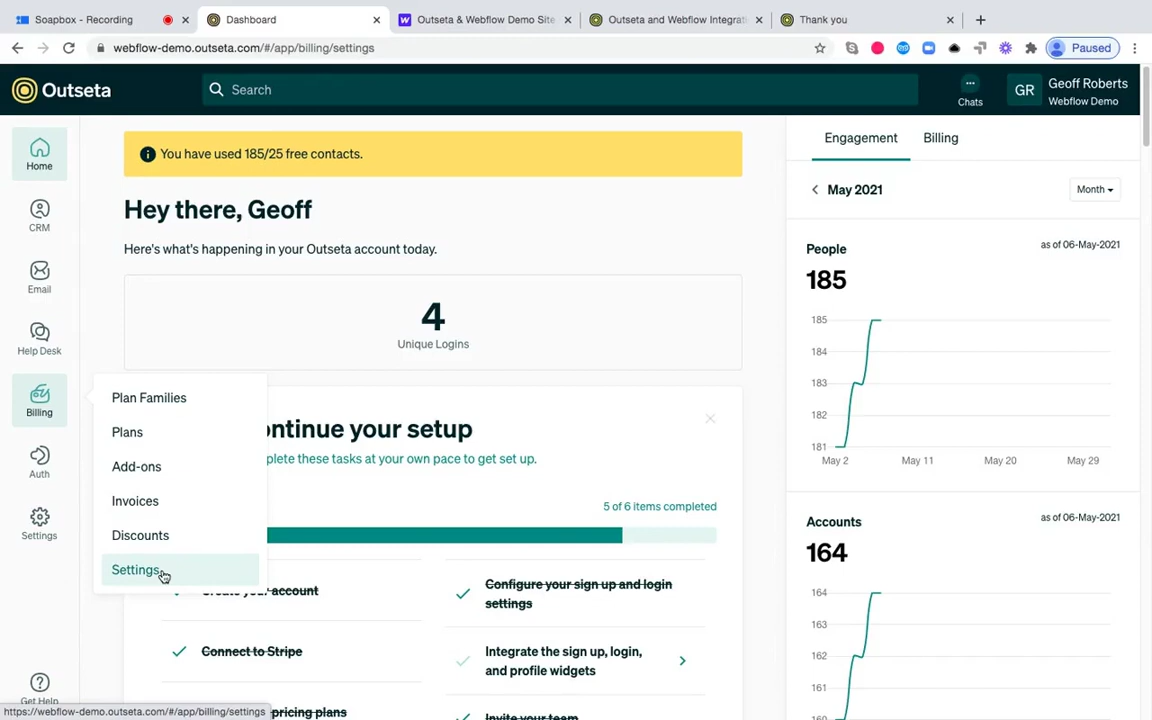 Soapbox - Recording
Dashboard
Outseta & Webflow Demo Site
Outseta and Webflow Integrati
Thank you
webflow-demo.outseta.com/#/app/billing/settings
Paused
Outseta
Search
Chats
GR
Geoff Roberts
Webflow Demo
Home
CRM
Email
Help Desk
Billing
Auth
Settings
Get Help
You have used 185/25 free contacts.
Hey there, Geoff
Here's what's happening in your Outseta account today.
4
Unique Logins
Plan Families
Plans
Add-ons
Invoices
Discounts
Settings
ontinue your setup
plete these tasks at your own pace to get set up.
5 of 6 items completed
Create your account
Configure your sign up and login
settings
Connect to Stripe
Integrate the sign up, login,
and profile widgets
pricing plans
Invite your team
Engagement
Billing
May 2021
Month
People
as of 06-May-2021
185
185
184
183
182
181
May 2
May 11
May 20
May 29
Accounts
as of 06-May-2021
164
164
163
162
161
160
https://webflow-demo.outseta.com/#/app/billing/settings